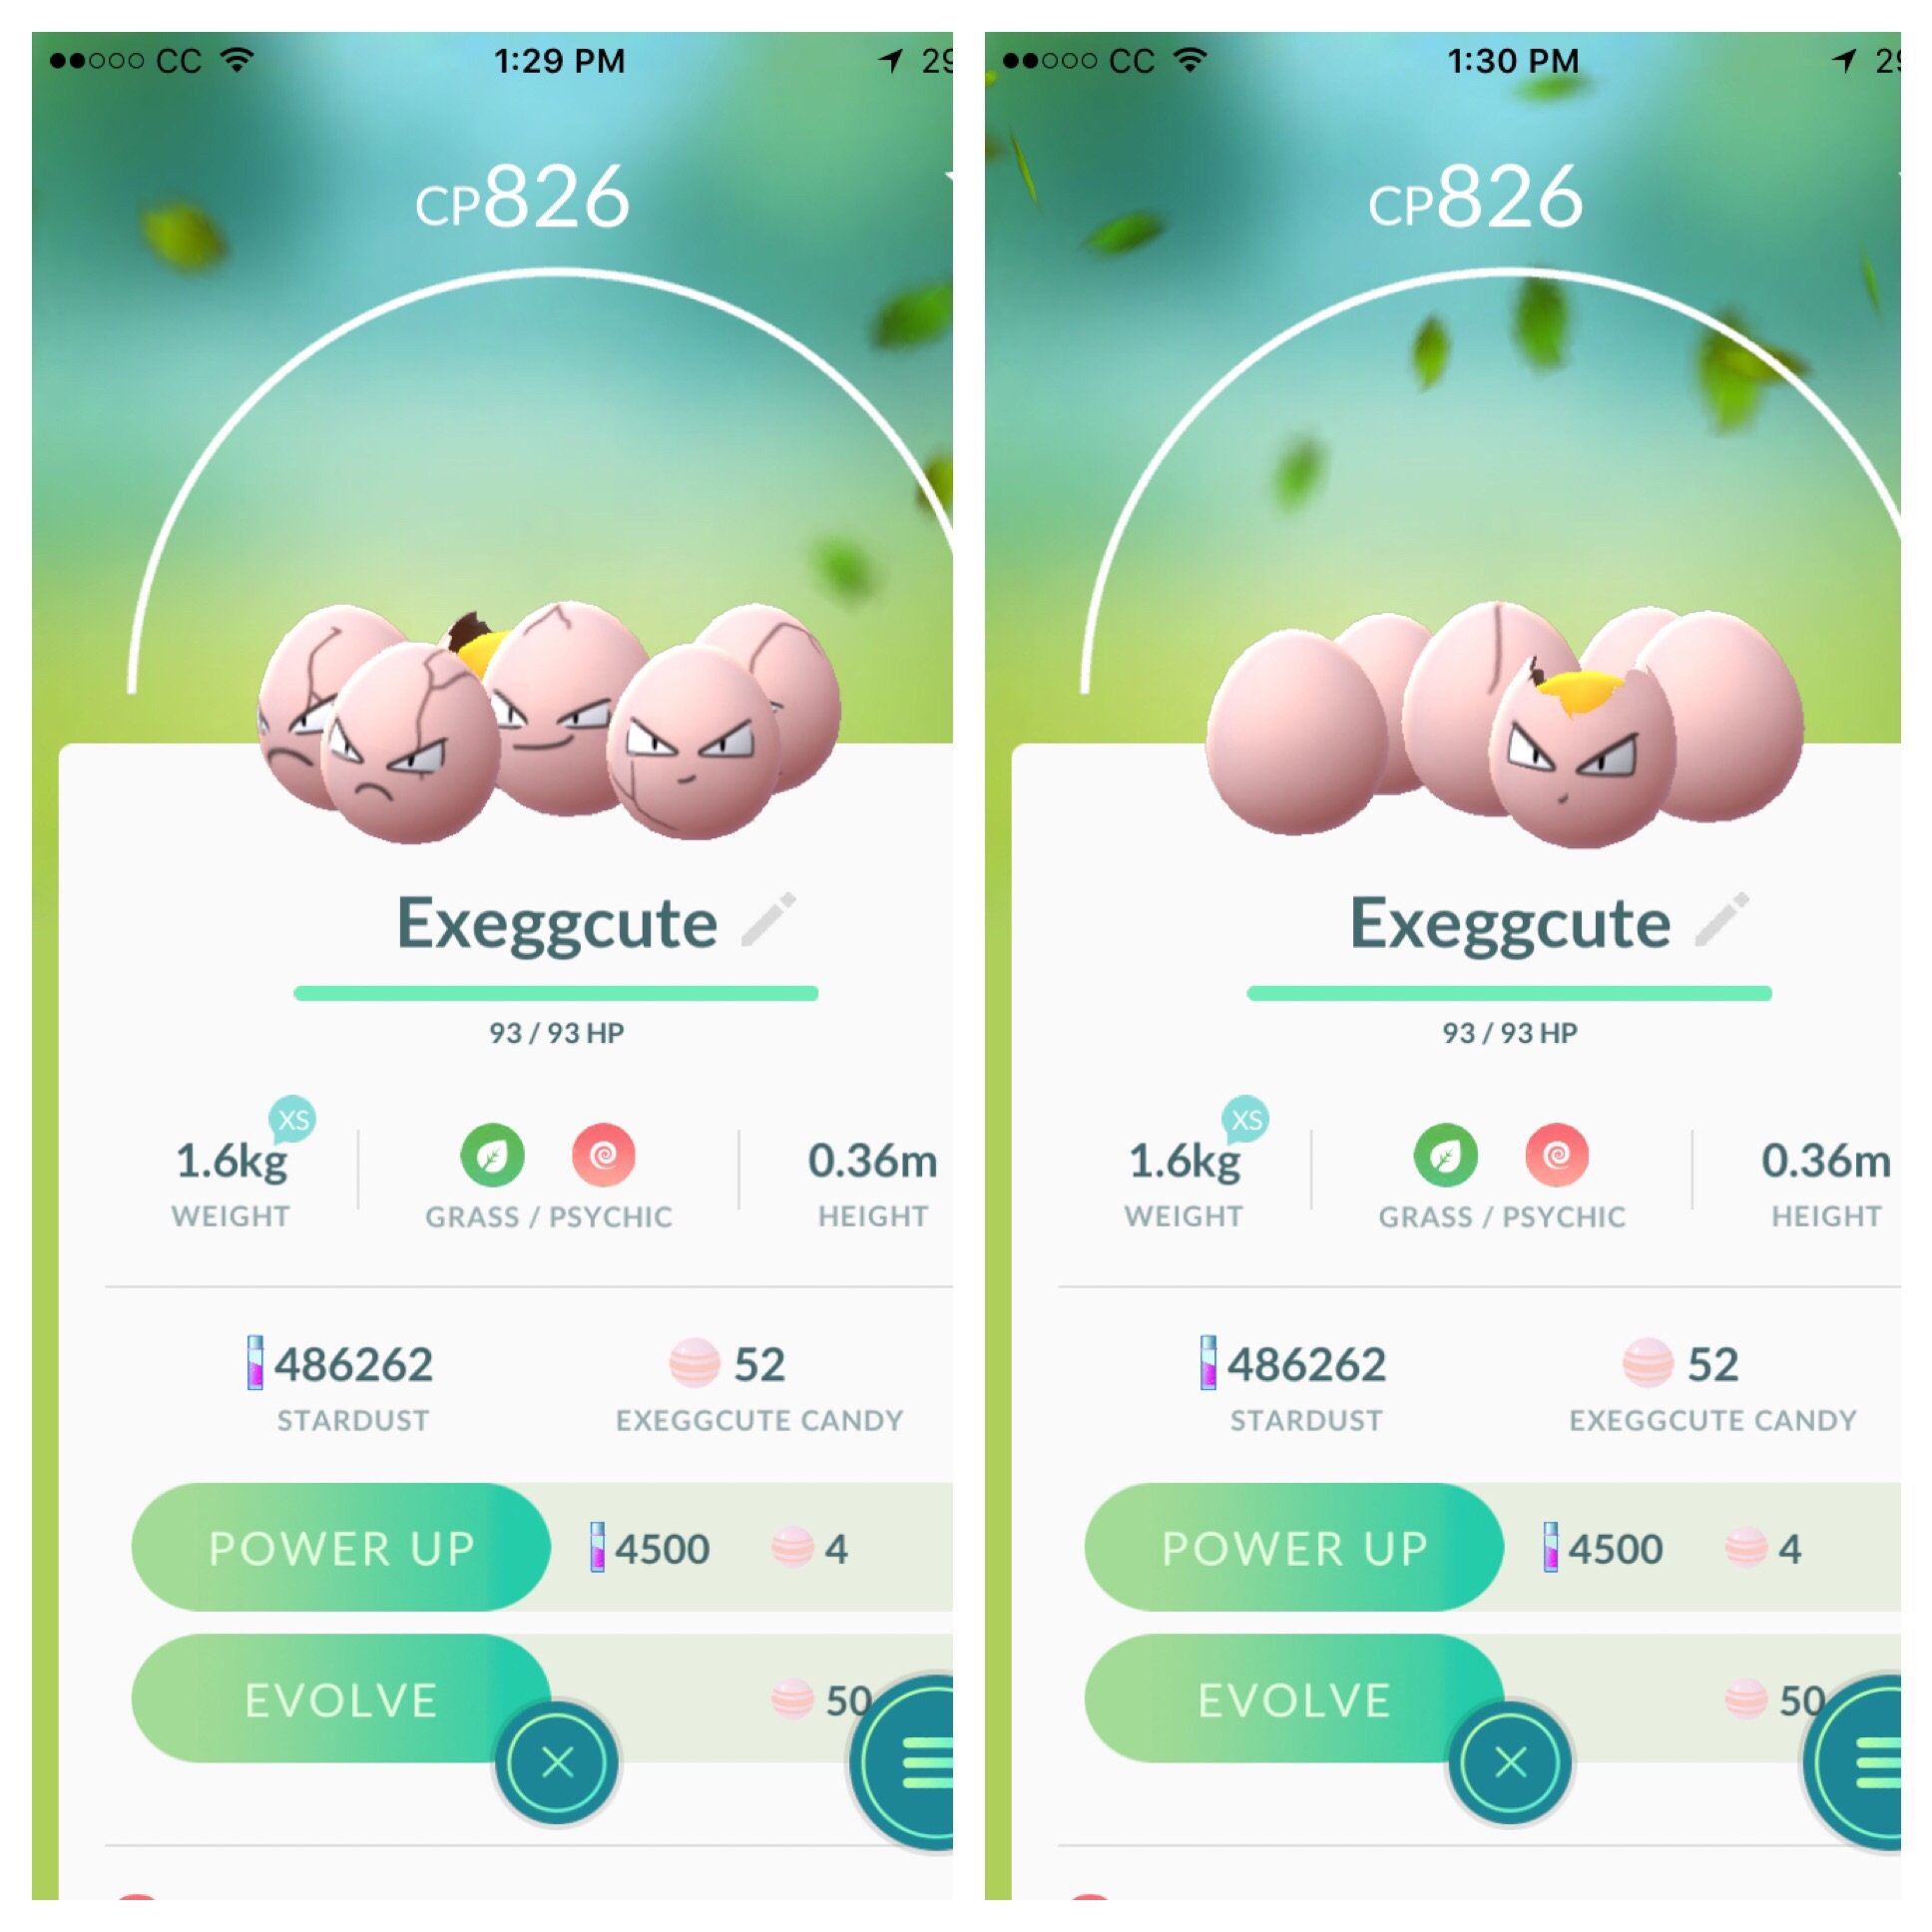 CC 1:29 PM 29
CP826
Exeggcute
93 / 93 HP
XS
1.6kg
WEIGHT
GRASS / PSYCHIC
0.36m
HEIGHT
486262
STARDUST
52
EXEGGCUTE CANDY
POWER UP 4500 4
EVOLVE 50
CC 1:30 PM 29
CP826
Exeggcute
93 / 93 HP
XS
1.6kg
WEIGHT
GRASS / PSYCHIC
0.36m
HEIGHT
486262
STARDUST
52
EXEGGCUTE CANDY
POWER UP 4500 4
EVOLVE 50